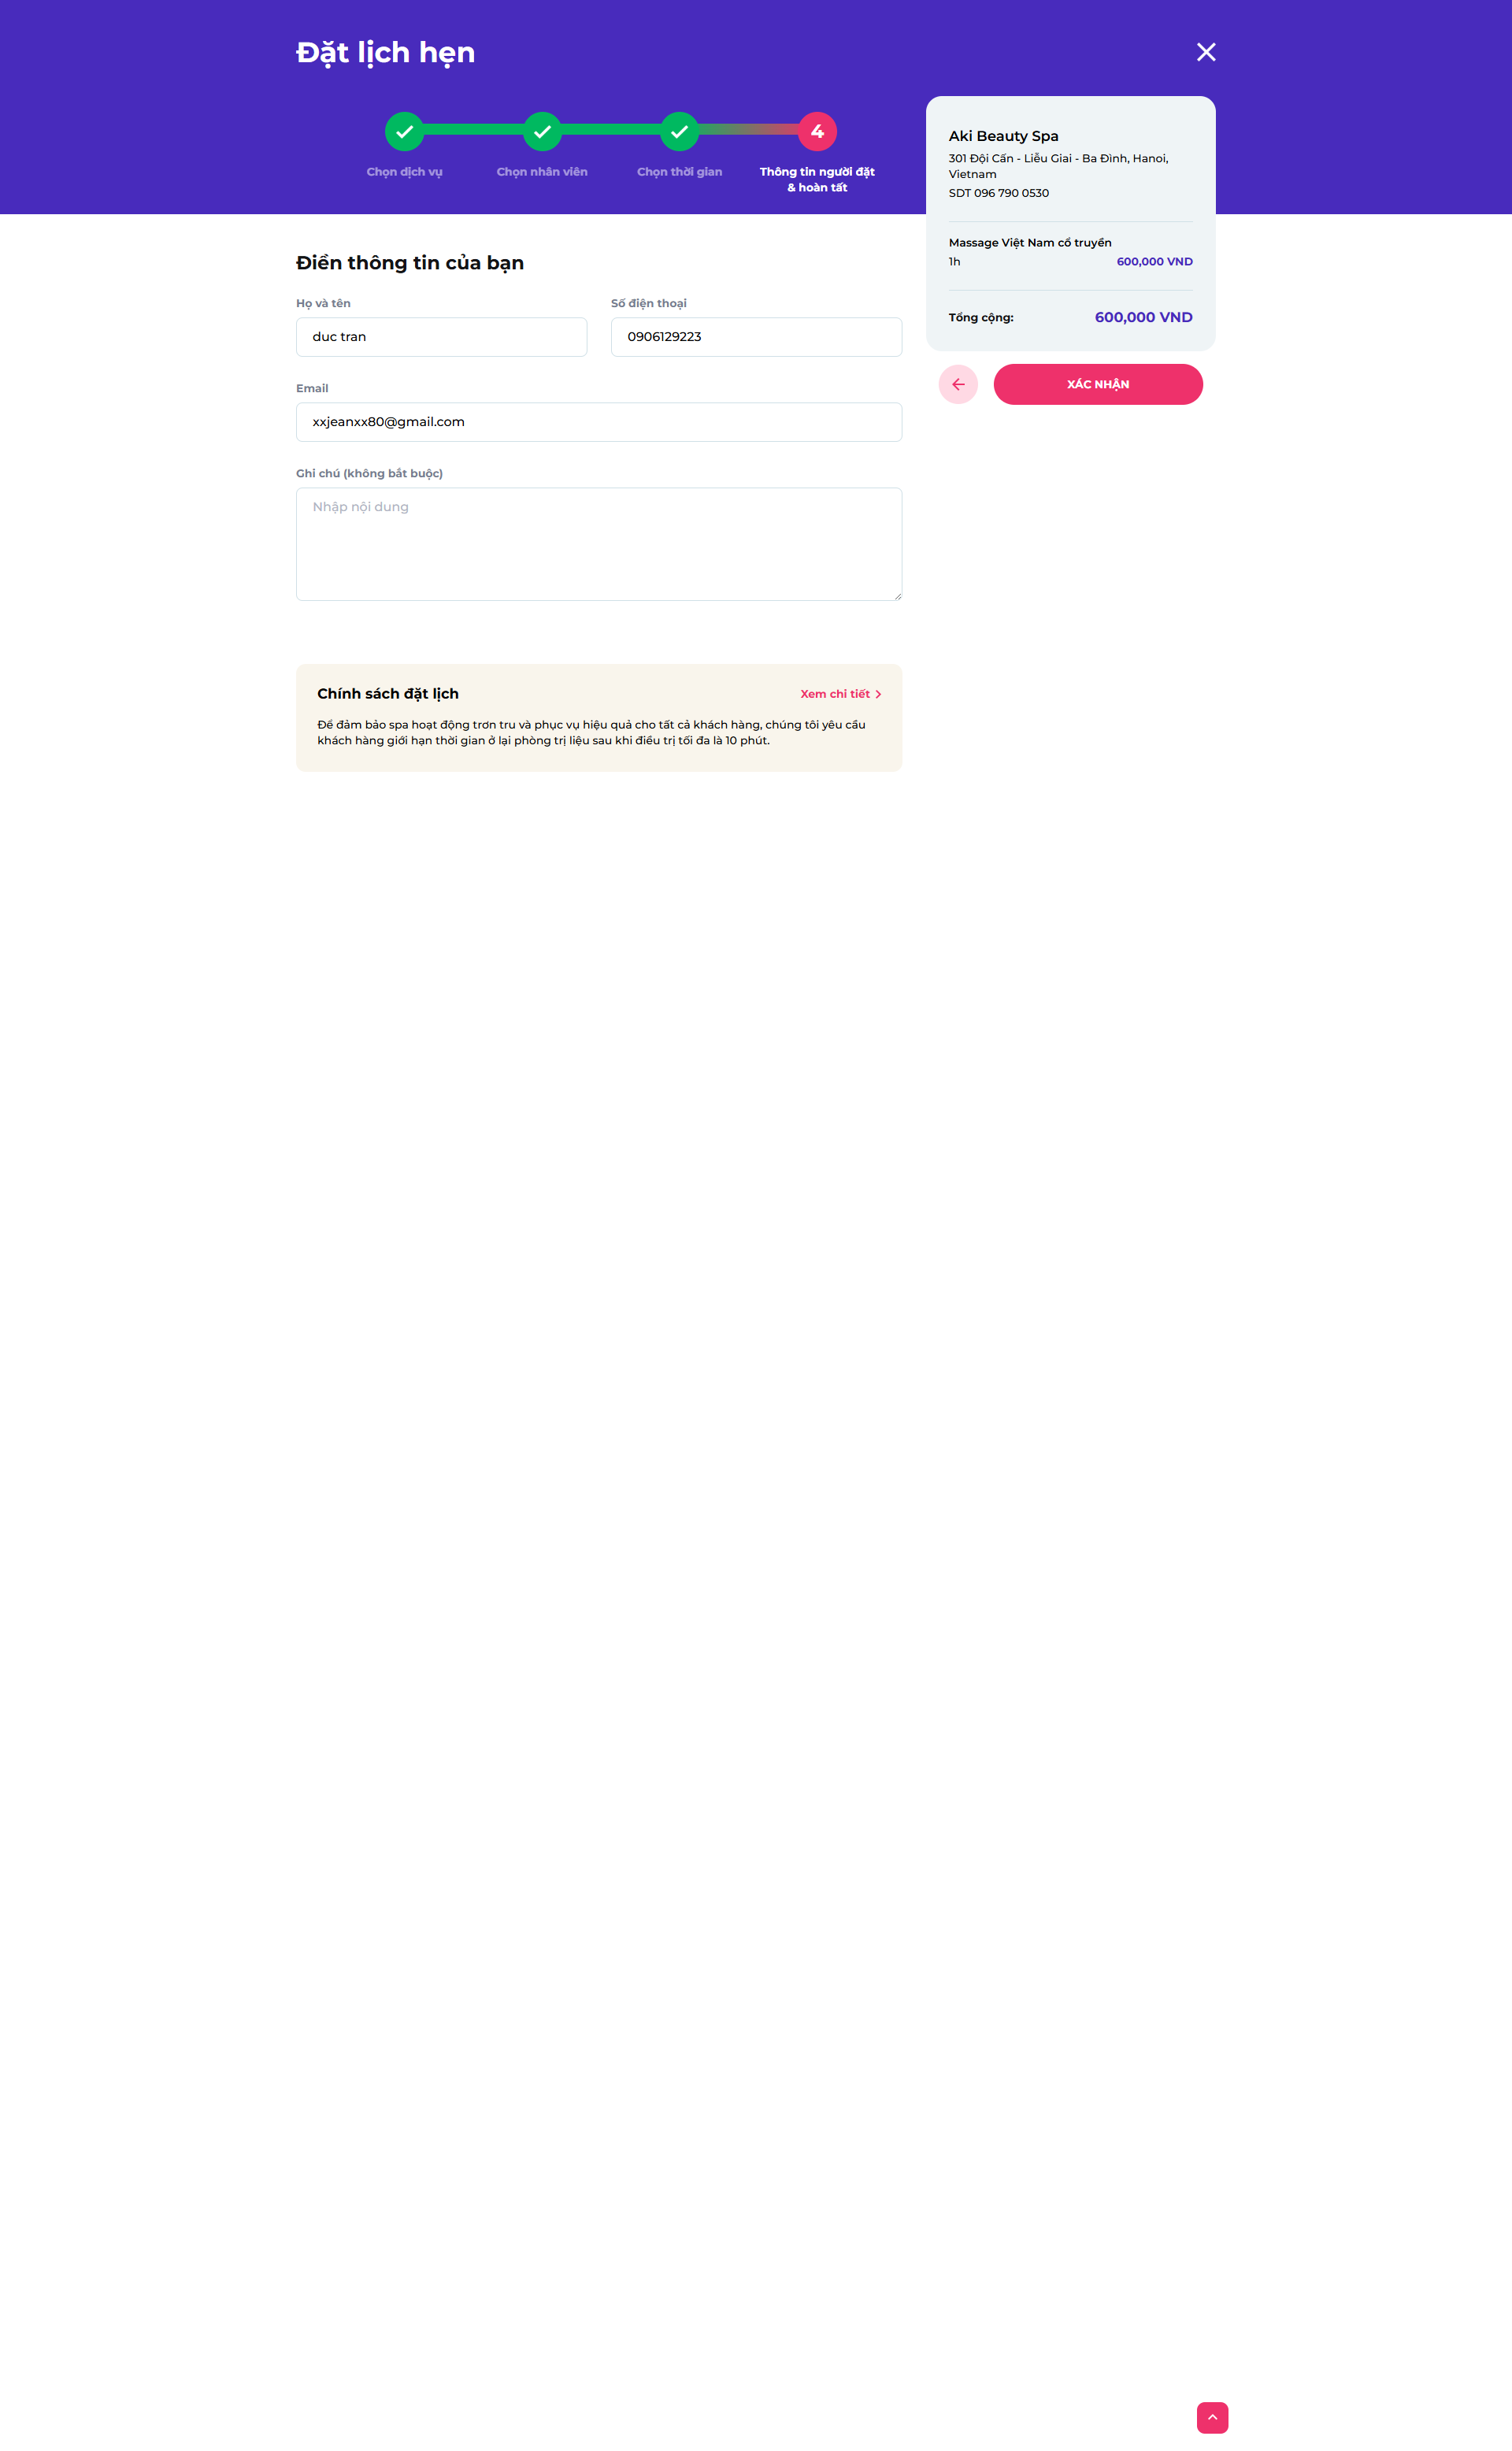 Đặt lịch hẹn
4
Chọn dịch vụ
Chọn nhân viên
Chọn thời gian
Thông tin người đặt
& hoàn tất
Aki Beauty Spa
301 Đội Cấn - Liễu Giai - Ba Đình, Hanoi,
Vietnam
SDT 096 790 0530
Massage Việt Nam cổ truyền
1h 600,000 VND
Tổng cộng: 600,000 VND
XÁC NHẬN
Điền thông tin của bạn
Họ và tên Số điện thoại
duc tran 0906129223
Email
xxjeanxx80@gmail.com
Ghi chú (không bắt buộc)
Nhập nội dung
Chính sách đặt lịch Xem chi tiết
Để đảm bảo spa hoạt động trơn tru và phục vụ hiệu quả cho tất cả khách hàng, chúng tôi yêu cầu
khách hàng giới hạn thời gian ở lại phòng trị liệu sau khi điều trị tối đa là 10 phút.